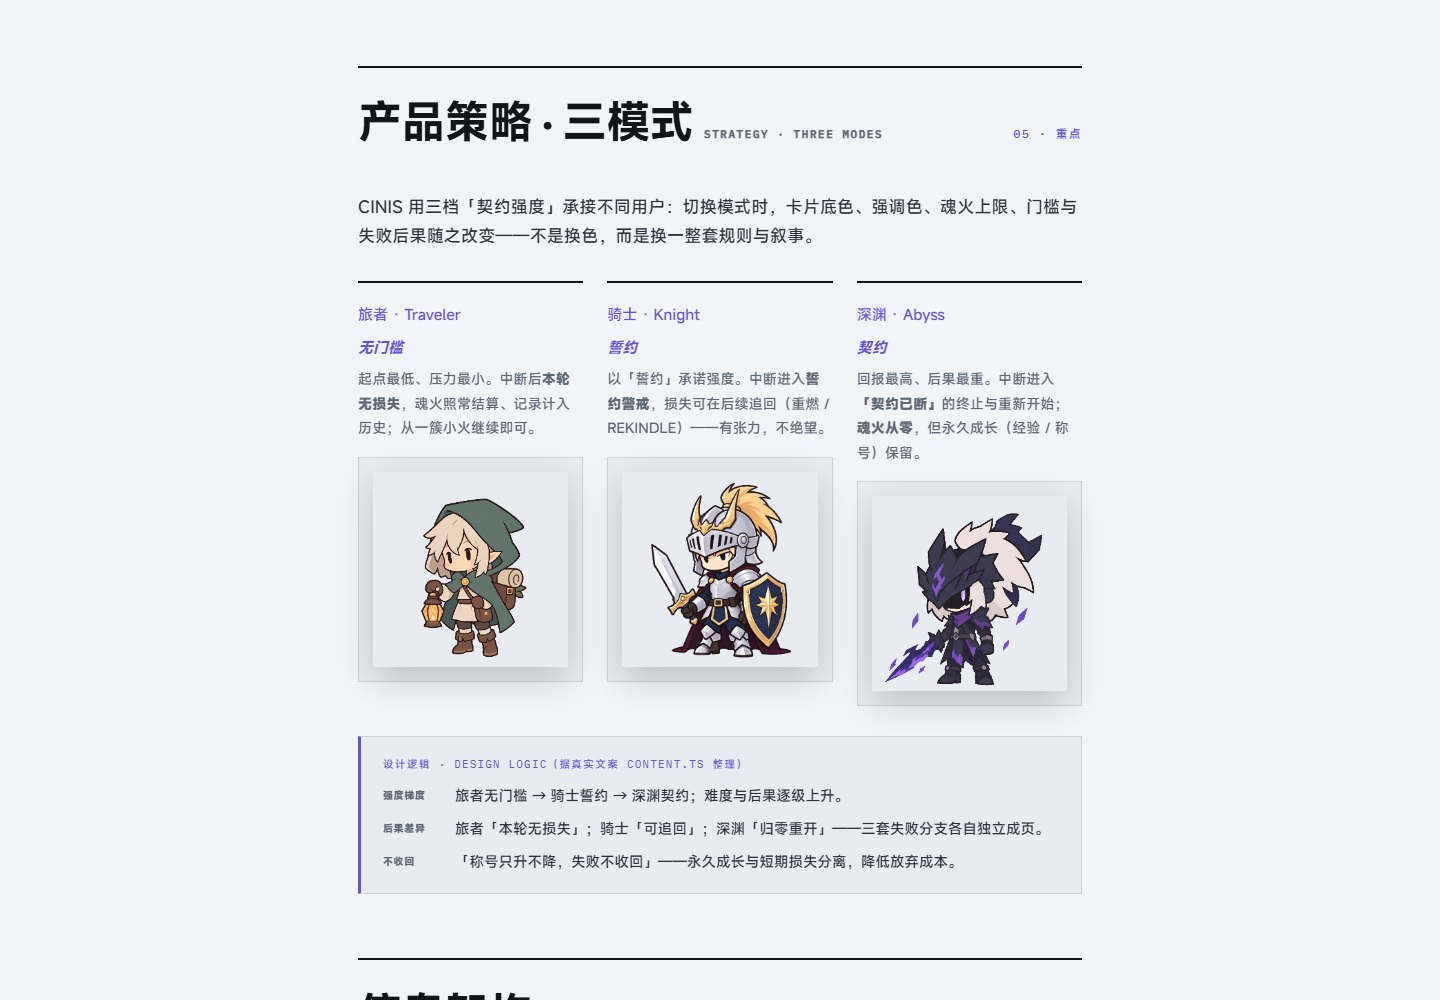 产品策略 · 三模式 STRATEGY · THREE MODES
05 · 重点
CINIS 用三档「契约强度」承接不同用户：切换模式时，卡片底色、强调色、魂火上限、门槛与
失败后果随之改变——不是换色，而是换一整套规则与叙事。
旅者 · Traveler
无门槛
起点最低、压力最小。中断后本轮
无损失，魂火照常结算、记录计入
历史；从一簇小火继续即可。
骑士 · Knight
誓约
以「誓约」承诺强度。中断进入誓
约警戒，损失可在后续追回（重燃 /
REKINDLE）——有张力，不绝望。
深渊 · Abyss
契约
回报最高、后果最重。中断进入
「契约已断」的终止与重新开始；
魂火从零，但永久成长（经验 / 称
号）保留。
设计逻辑 · DESIGN LOGIC（据真实文案 CONTENT.TS 整理）
强度梯度 旅者无门槛 → 骑士誓约 → 深渊契约；难度与后果逐级上升。
后果差异 旅者「本轮无损失」；骑士「可追回」；深渊「归零重开」——三套失败分支各自独立成页。
不收回 「称号只升不降，失败不收回」——永久成长与短期损失分离，降低放弃成本。